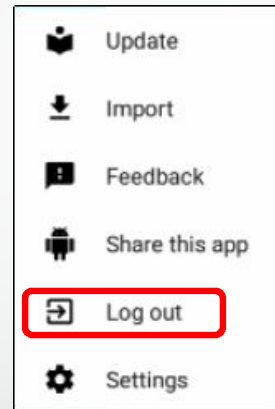 Update
Import
Feedback
Share this app
Log out
Settings